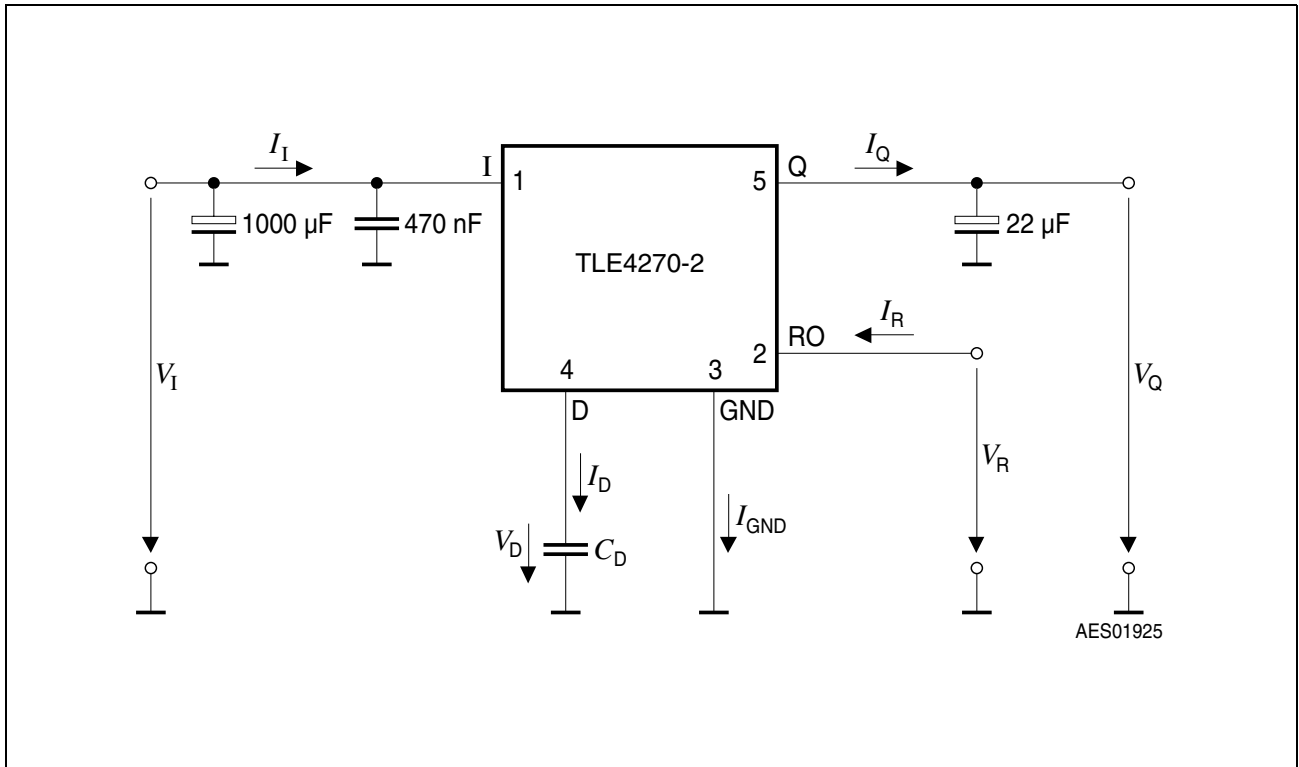 I_I
I
1
5
Q
I_Q
1000 µF
470 nF
22 µF
TLE4270-2
I_R
RO
2
V_I
4
3
V_Q
D
GND
V_R
I_D
I_GND
V_D
C_D
AES01925